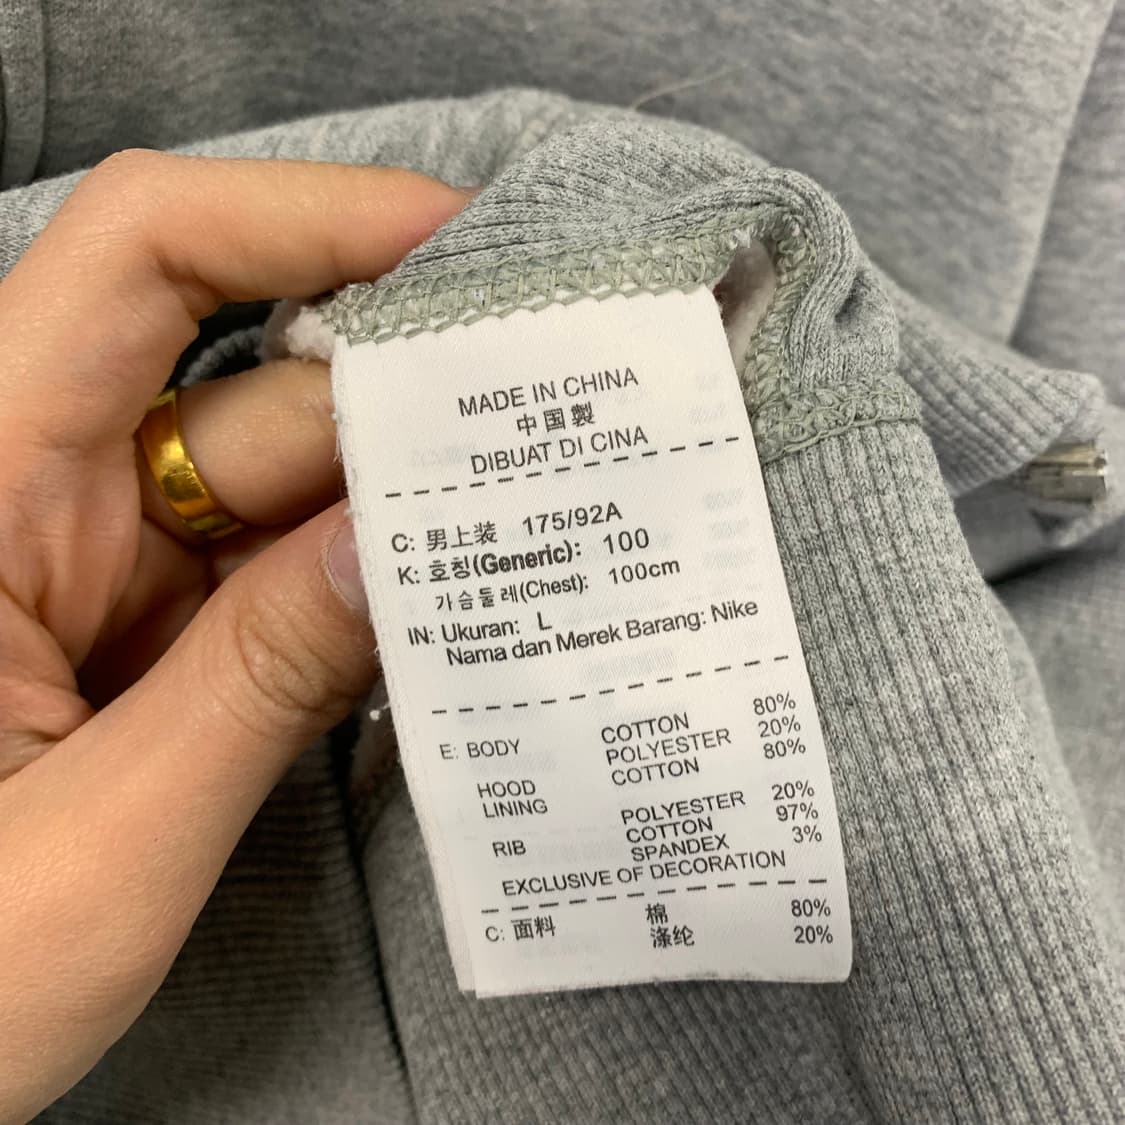 MADE IN CHINA
中国製
DIBUAT DI CINA
C: 男上装 175/92A
K: 호칭(Generic): 100
가슴둘레(Chest): 100cm
IN: Ukuran: L
Nama dan Merek Barang: Nike
E: BODY COTTON 80%
POLYESTER 20%
HOOD LINING COTTON 80%
POLYESTER 20%
RIB COTTON 97%
SPANDEX 3%
EXCLUSIVE OF DECORATION
C: 面料 棉 80%
涤纶 20%